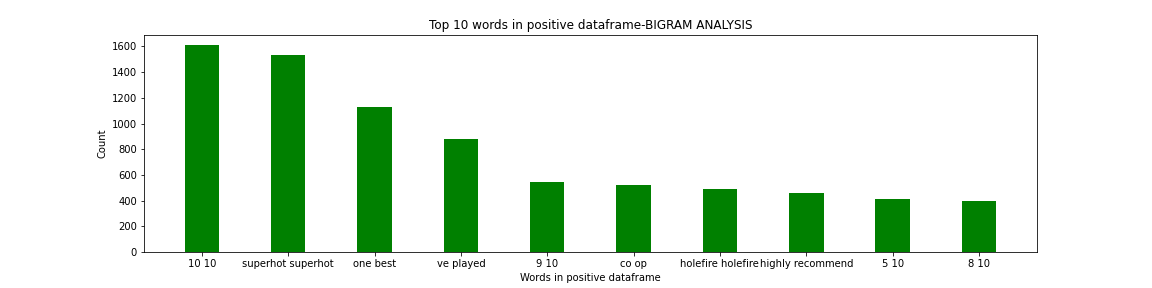 Top 10 words in positive dataframe-BIGRAM ANALYSIS
1600
1400
1200
1000
800
600
400
200
0
Count
10 10 superhot superhot one best ve played 9 10 co op holefire holefire highly recommend 5 10 8 10
Words in positive dataframe